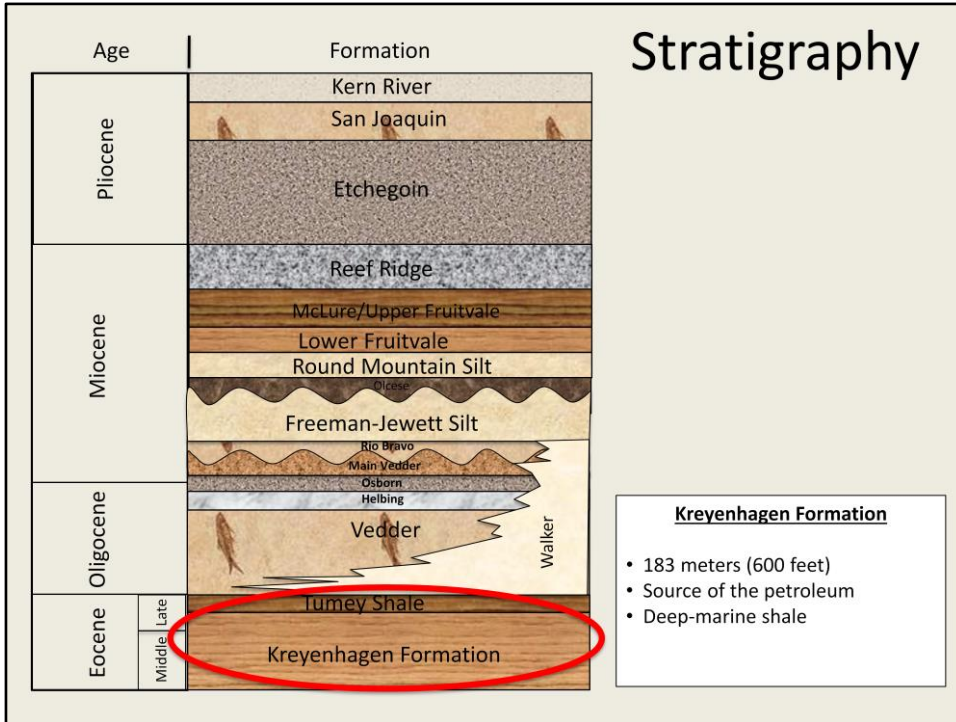 Stratigraphy
Age
Formation
Pliocene
Kern River
San Joaquin
Etchegoin
Miocene
Reef Ridge
McLure/Upper Fruitvale
Lower Fruitvale
Round Mountain Silt
Olcese
Freeman-Jewett Silt
Rio Bravo
Main Vedder
Oligocene
Osborn
Helbing
Vedder
Walker
Eocene
Late
Tumey Shale
Middle
Kreyenhagen Formation
Kreyenhagen Formation
• 183 meters (600 feet)
• Source of the petroleum
• Deep-marine shale